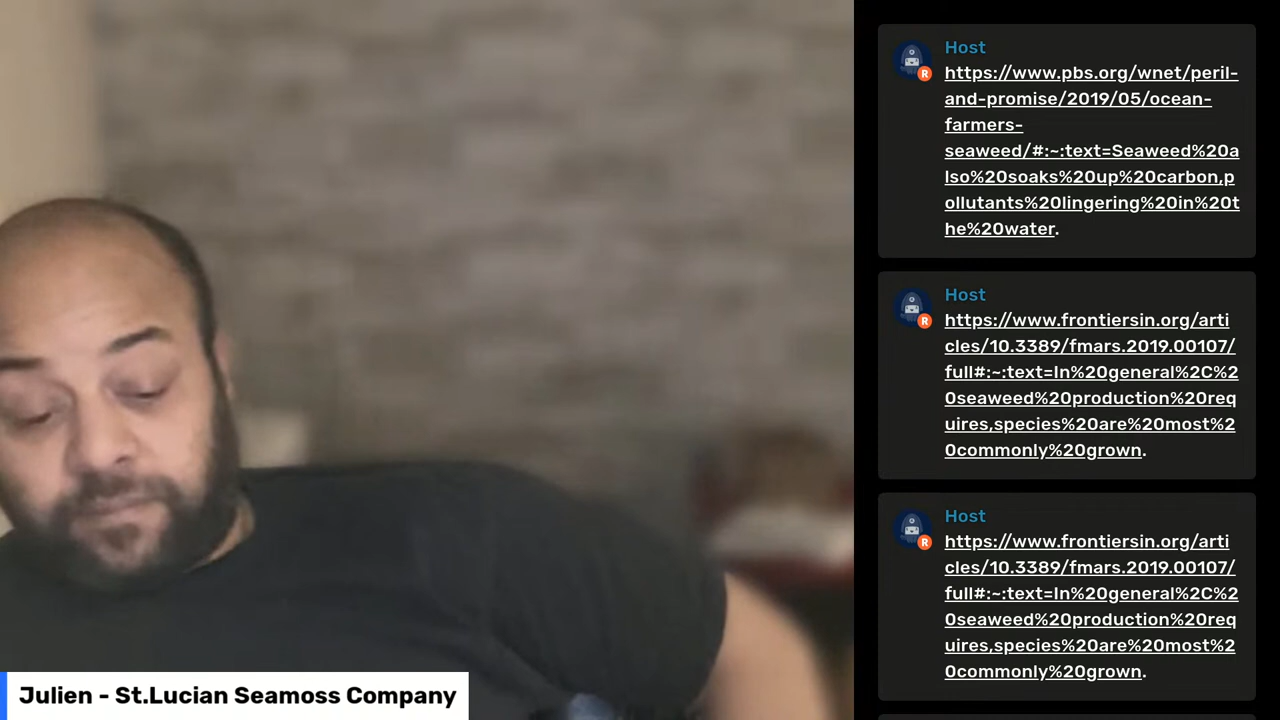 Host
https://www.pbs.org/wnet/peril-
and-promise/2019/05/ocean-
farmers-
seaweed/#:~:text=Seaweed%20a
lso%20soaks%20up%20carbon,p
ollutants%20lingering%20in%20t
he%20water.
Host
https://www.frontiersin.org/arti
cles/10.3389/fmars.2019.00107/
full#:~:text=In%20general%2C%2
0seaweed%20production%20req
uires,species%20are%20most%2
0commonly%20grown.
Host
https://www.frontiersin.org/arti
cles/10.3389/fmars.2019.00107/
full#:~:text=In%20general%2C%2
0seaweed%20production%20req
uires,species%20are%20most%2
0commonly%20grown.
Julien - St.Lucian Seamoss Company